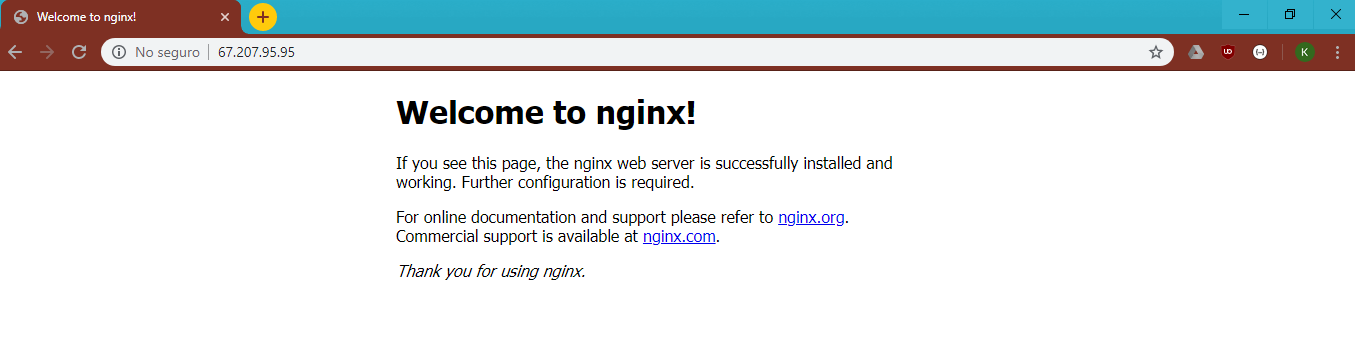 Welcome to nginx!
No seguro
67.207.95.95
K
Welcome to nginx!
If you see this page, the nginx web server is successfully installed and
working. Further configuration is required.
For online documentation and support please refer to nginx.org.
Commercial support is available at nginx.com.
Thank you for using nginx.